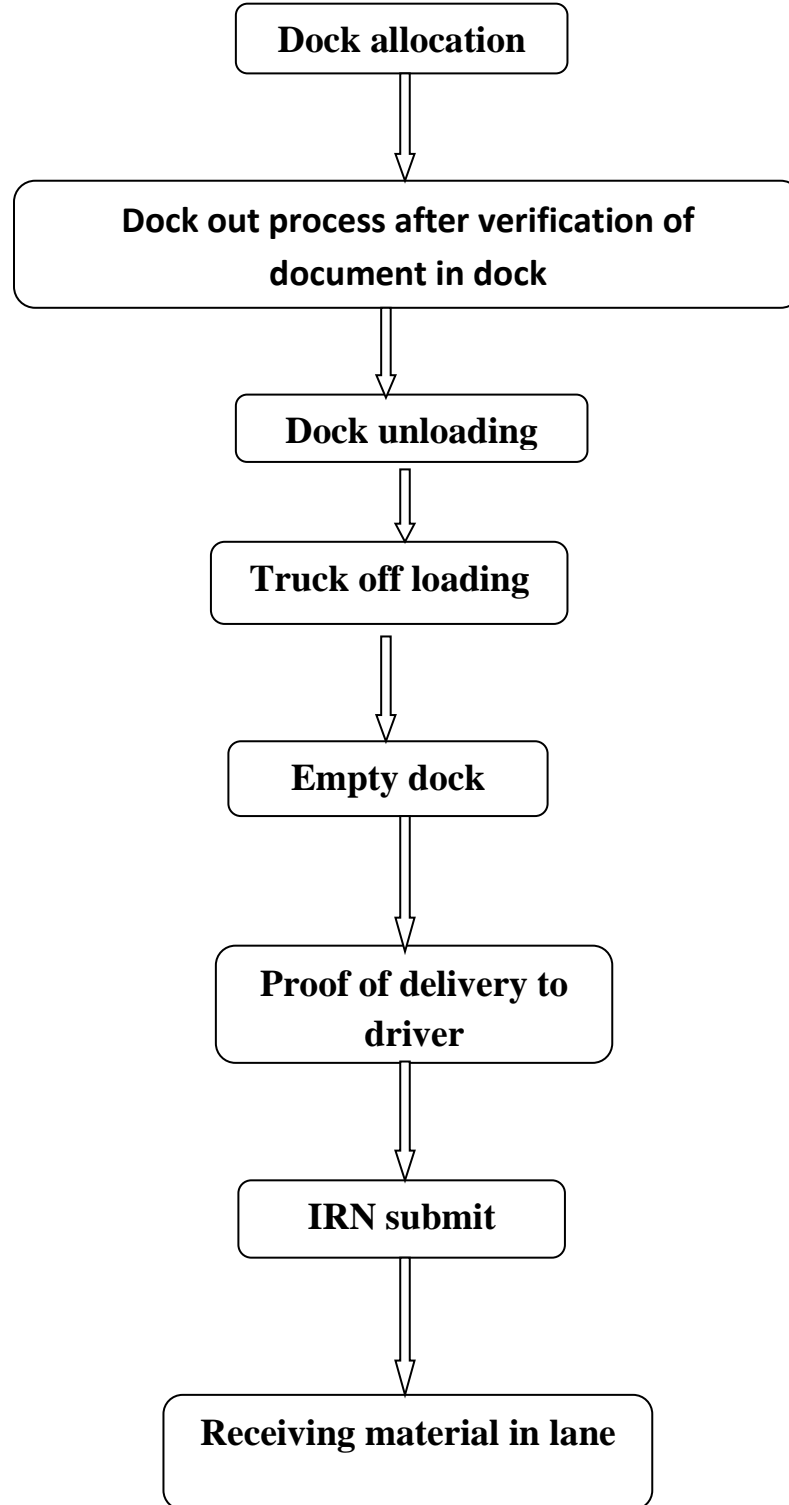 Dock allocation
Dock out process after verification of
document in dock
Dock unloading
Truck off loading
Empty dock
Proof of delivery to
driver
IRN submit
Receiving material in lane